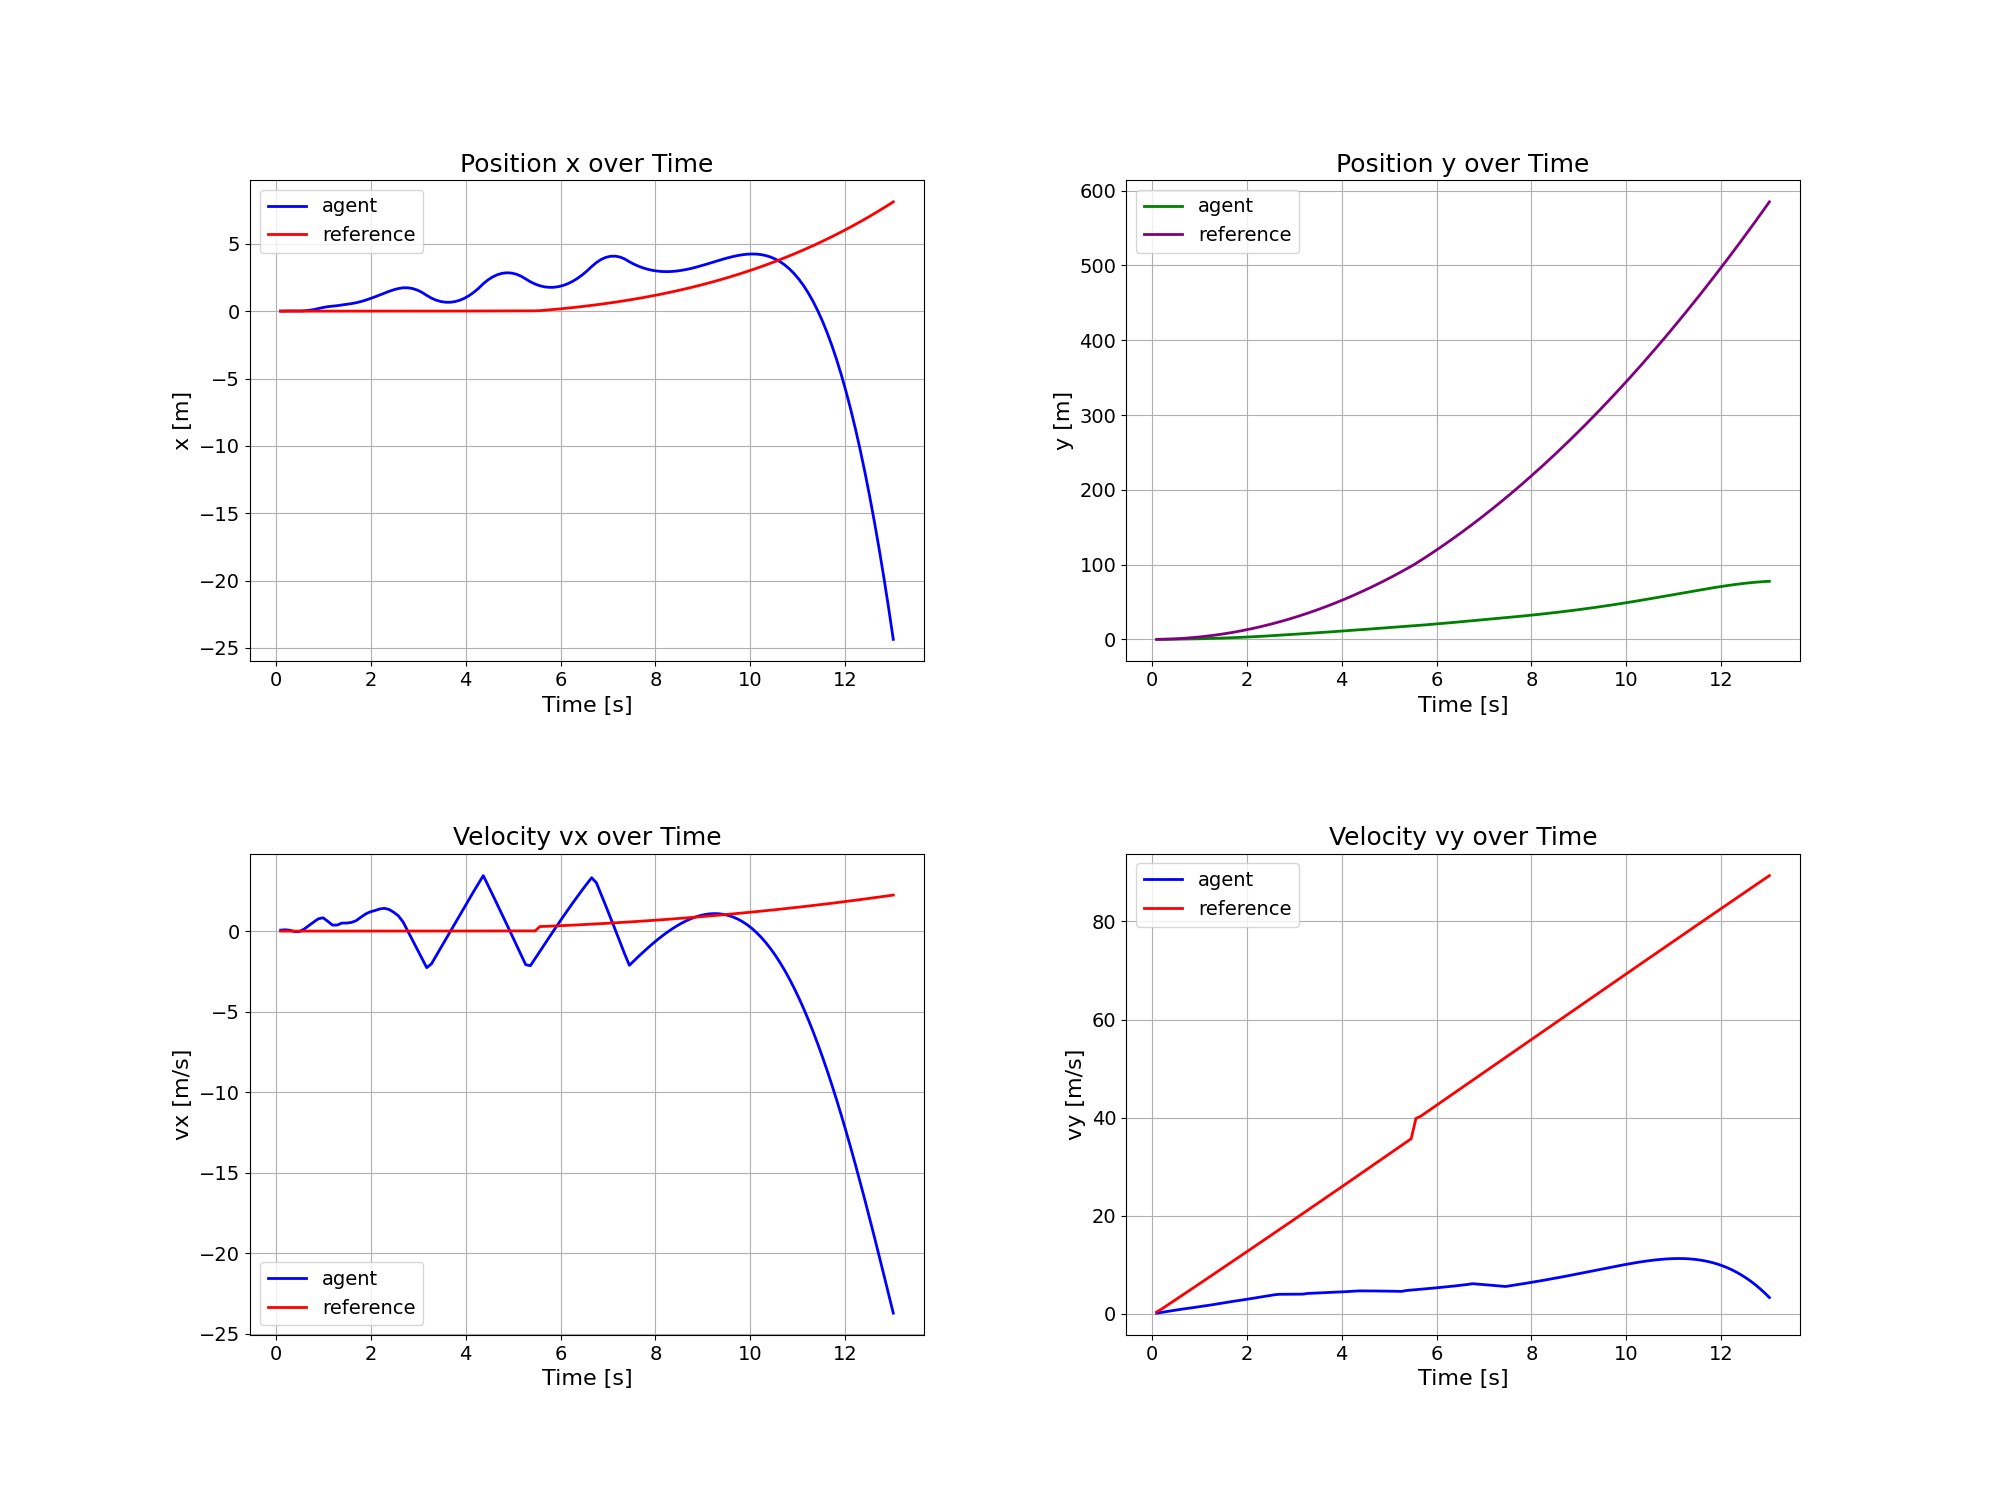 Position x over Time
agent
reference
5
0
−5
−10
−15
−20
−25
x [m]
0 2 4 6 8 10 12
Time [s]
Position y over Time
agent
reference
600
500
400
300
200
100
0
y [m]
0 2 4 6 8 10 12
Time [s]
Velocity vx over Time
0
−5
−10
−15
−20
−25
vx [m/s]
agent
reference
0 2 4 6 8 10 12
Time [s]
Velocity vy over Time
agent
reference
80
60
40
20
0
vy [m/s]
0 2 4 6 8 10 12
Time [s]